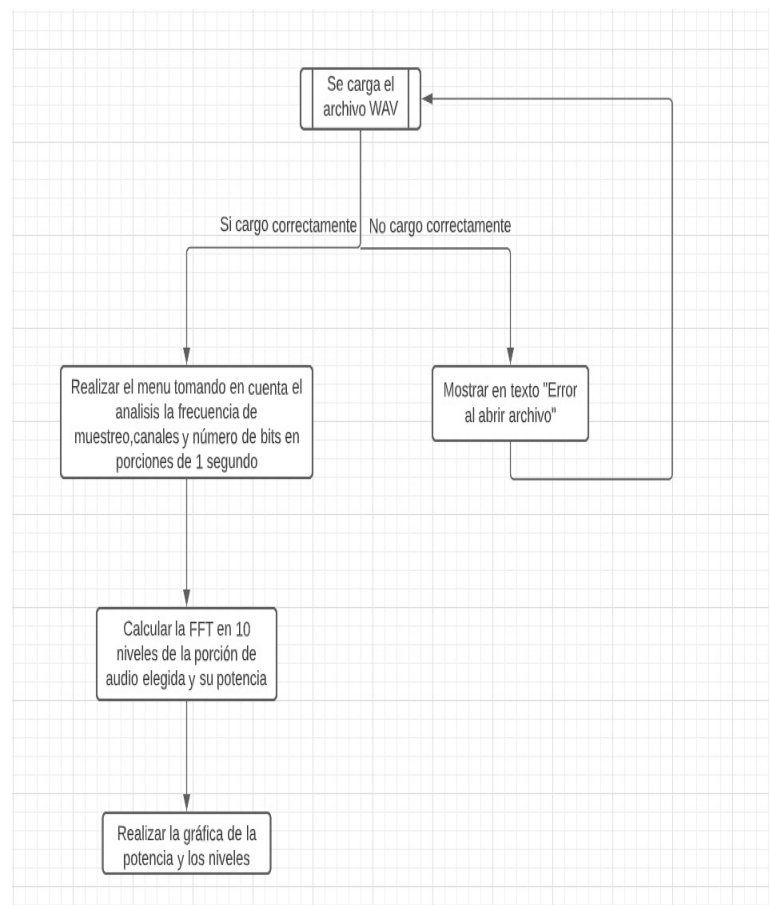 Se carga el
archivo WAV
Si cargo correctamente
No cargo correctamente
Realizar el menu tomando en cuenta el
analisis la frecuencia de
muestreo,canales y número de bits en
porciones de 1 segundo
Mostrar en texto "Error
al abrir archivo"
Calcular la FFT en 10
niveles de la porción de
audio elegida y su potencia
Realizar la gráfica de la
potencia y los niveles